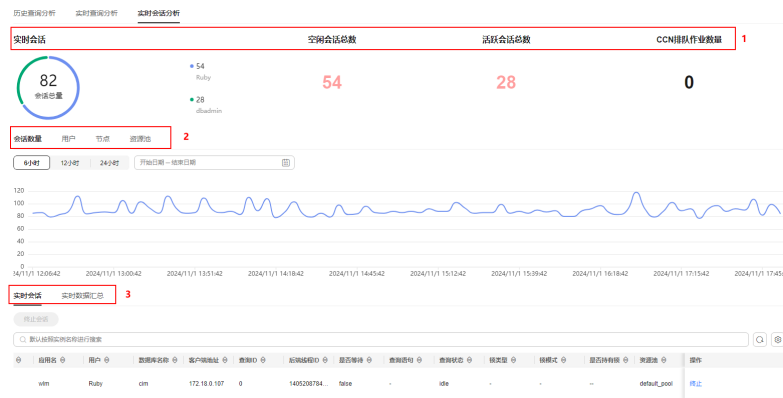 历史查询分析 实时查询分析 实时会话分析
实时会话 空闲会话总数 活跃会话总数 CCN排队作业数量 1
82
会话总量
54
Ruby
28
dbadmin
54 28 0
会话数量 用户 节点 资源池 2
6小时 12小时 24小时 开始日期 – 结束日期
120
100
80
60
40
20
0
24/11/1 12:06:42 2024/11/1 13:00:42 2024/11/1 13:51:42 2024/11/1 14:18:42 2024/11/1 14:45:42 2024/11/1 15:12:42 2024/11/1 15:39:42 2024/11/1 16:18:42 2024/11/1 17:15:42 2024/11/1 17:45:
实时会话 实时数据汇总 3
终止会话
默认按照实例名称进行搜索
应用名 用户 数据库名称 客户端地址 查询ID 后端线程ID 是否等待 查询语句 查询状态 锁类型 锁模式 是否持有锁 资源池 操作
wlm Ruby cim 172.18.0.107 0 1405208784... false - idle - - -- default_pool 终止